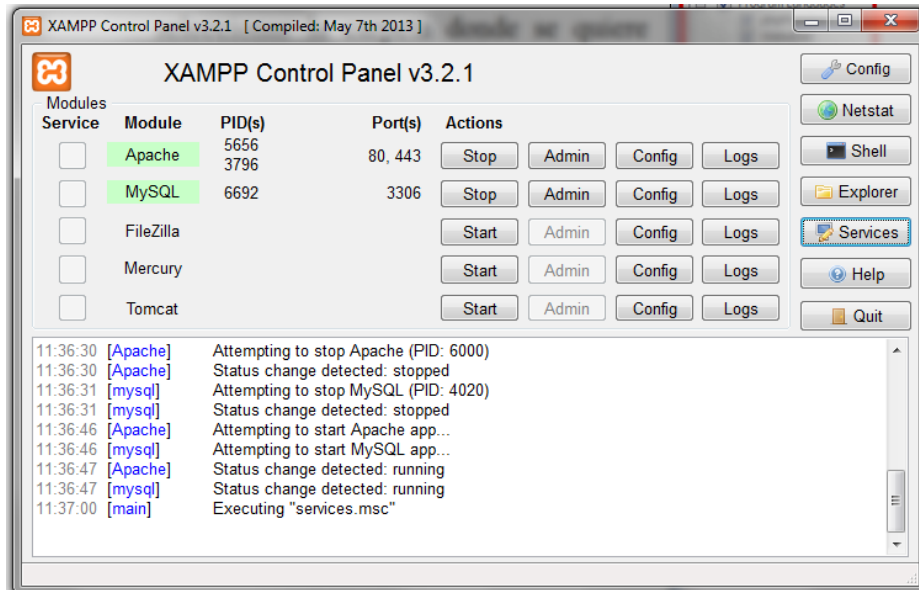 XAMPP Control Panel v3.2.1 [ Compiled: May 7th 2013 ]
donde se quiere
XAMPP Control Panel v3.2.1
Config
Modules
Service Module PID(s) Port(s) Actions
Netstat
Apache 5656 3796 80, 443 Stop Admin Config Logs
Shell
MySQL 6692 3306 Stop Admin Config Logs
Explorer
FileZilla Start Admin Config Logs
Services
Mercury Start Admin Config Logs
Help
Tomcat Start Admin Config Logs
Quit
11:36:30 [Apache] Attempting to stop Apache (PID: 6000)
11:36:30 [Apache] Status change detected: stopped
11:36:31 [mysql] Attempting to stop MySQL (PID: 4020)
11:36:31 [mysql] Status change detected: stopped
11:36:46 [Apache] Attempting to start Apache app...
11:36:46 [mysql] Attempting to start MySQL app...
11:36:47 [Apache] Status change detected: running
11:36:47 [mysql] Status change detected: running
11:37:00 [main] Executing "services.msc"